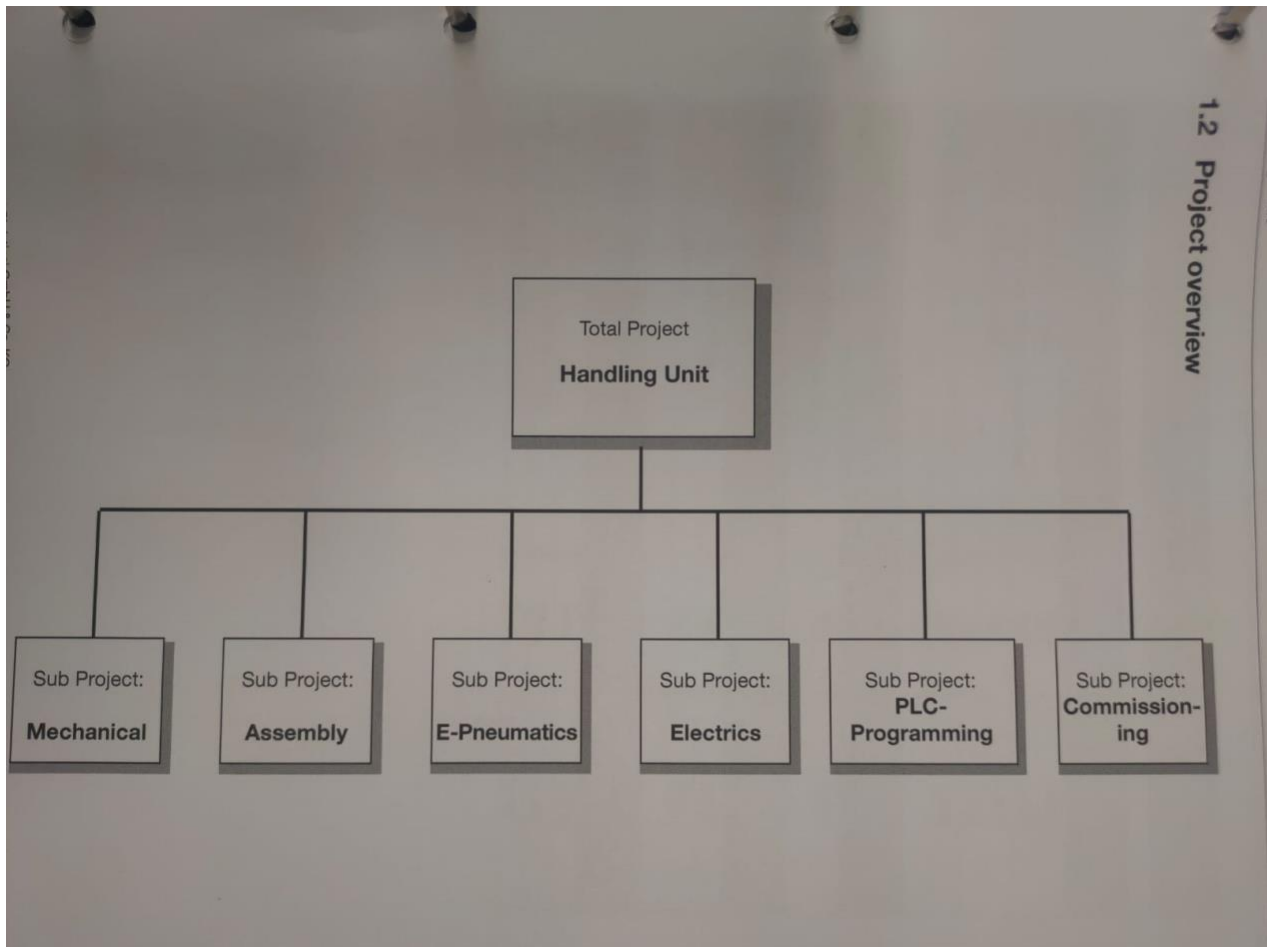 1.2 Project overview
Total Project
Handling Unit
Sub Project:
Mechanical
Sub Project:
Assembly
Sub Project:
E-Pneumatics
Sub Project:
Electrics
Sub Project:
PLC-
Programming
Sub Project:
Commission-
ing